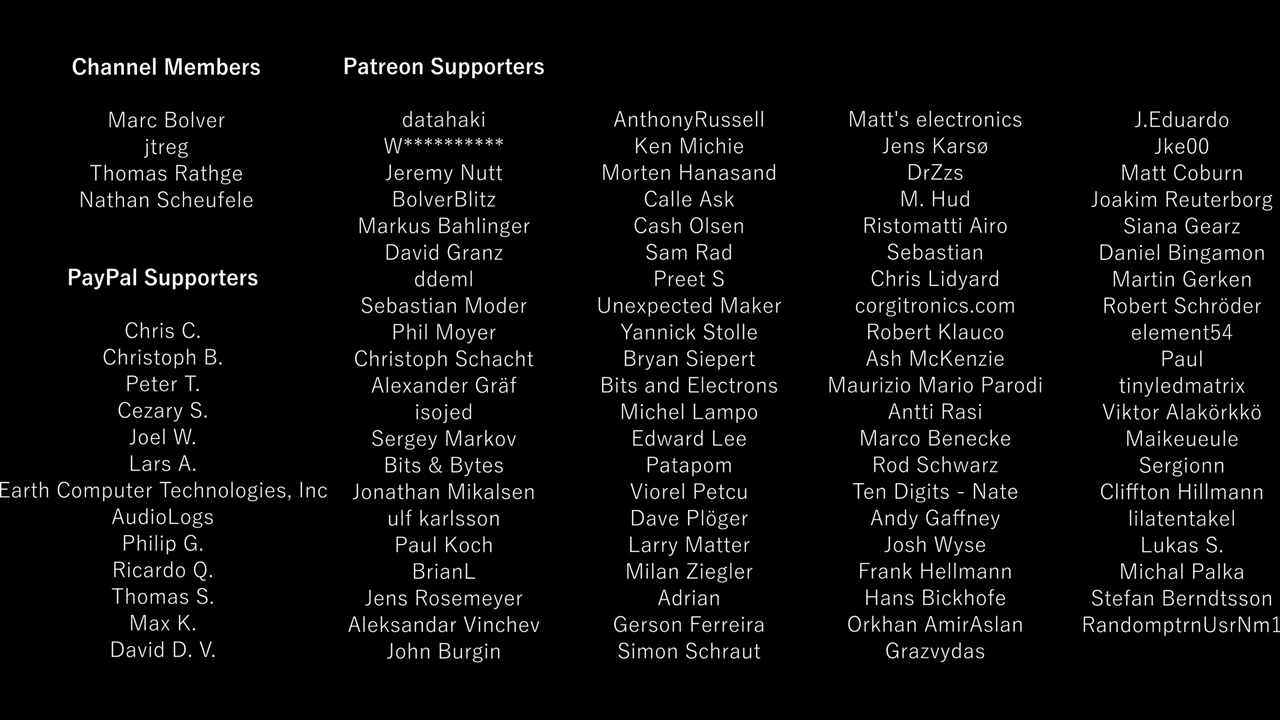 Channel Members
Marc Bolver
jtreg
Thomas Rathge
Nathan Scheufele
PayPal Supporters
Chris C.
Christoph B.
Peter T.
Cezary S.
Joel W.
Lars A.
Earth Computer Technologies, Inc
AudioLogs
Philip G.
Ricardo Q.
Thomas S.
Max K.
David D. V.
Patreon Supporters
datahaki
W**********
Jeremy Nutt
BolverBlitz
Markus Bahlinger
David Granz
ddeml
Sebastian Moder
Phil Moyer
Christoph Schacht
Alexander Gräf
isojed
Sergey Markov
Bits & Bytes
Jonathan Mikalsen
ulf karlsson
Paul Koch
BrianL
Jens Rosemeyer
Aleksandar Vinchev
John Burgin
AnthonyRussell
Ken Michie
Morten Hanasand
Calle Ask
Cash Olsen
Sam Rad
Preet S
Unexpected Maker
Yannick Stolle
Bryan Siepert
Bits and Electrons
Michel Lampo
Edward Lee
Patapom
Viorel Petcu
Dave Plöger
Larry Matter
Milan Ziegler
Adrian
Gerson Ferreira
Simon Schraut
Matt's electronics
Jens Karsø
DrZzs
M. Hud
Ristomatti Airo
Sebastian
Chris Lidyard
corgitronics.com
Robert Klauco
Ash McKenzie
Maurizio Mario Parodi
Antti Rasi
Marco Benecke
Rod Schwarz
Ten Digits - Nate
Andy Gaffney
Josh Wyse
Frank Hellmann
Hans Bickhofe
Orkhan AmirAslan
Grazvydas
J.Eduardo
Jke00
Matt Coburn
Joakim Reuterborg
Siana Gearz
Daniel Bingamon
Martin Gerken
Robert Schröder
element54
Paul
tinyledmatrix
Viktor Alakörkkö
Maikeueule
Sergionn
Cliffton Hillmann
lilatentakel
Lukas S.
Michal Palka
Stefan Berndtsson
RandomptrnUsrNm1